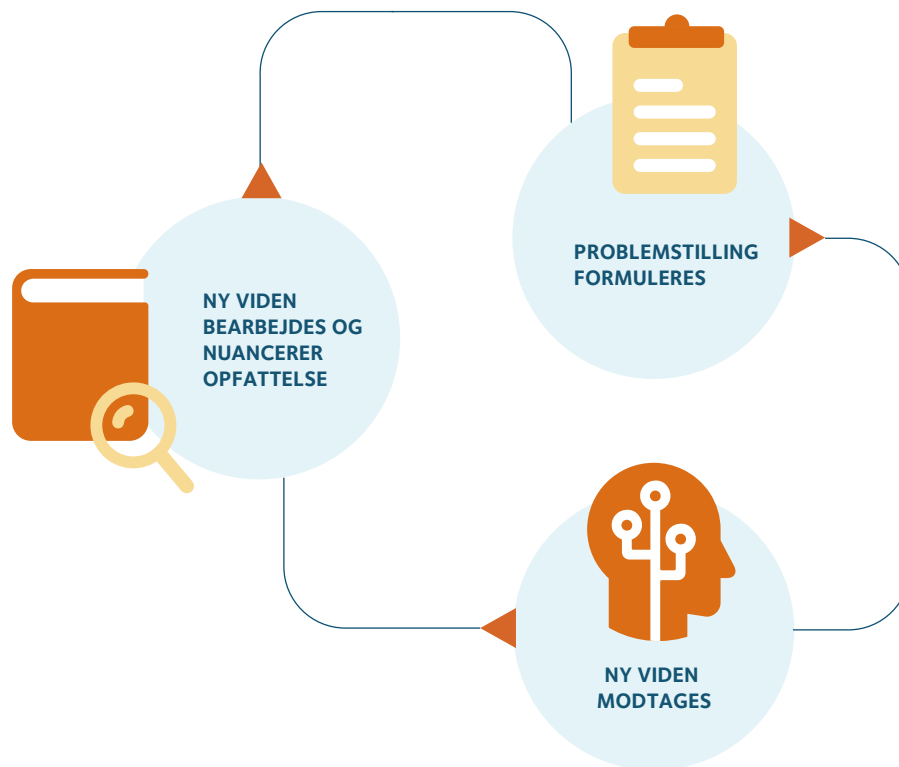 PROBLEMSTILLING
FORMULERES
NY VIDEN
BEARBEJDES OG
NUANCERER
OPFATTELSE
NY VIDEN
MODTAGES